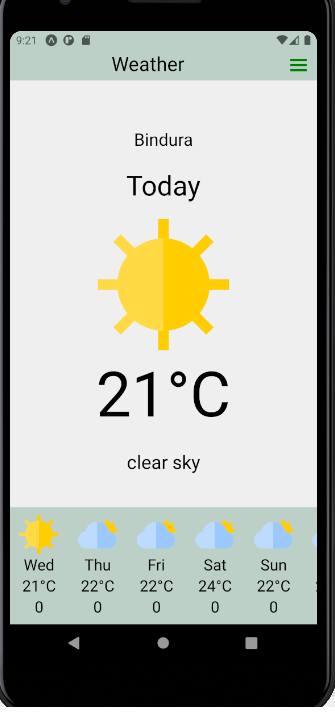 9:21
Weather
Bindura
Today
21°C
clear sky
Wed Thu Fri Sat Sun
21°C 22°C 22°C 24°C 22°C
0 0 0 0 0